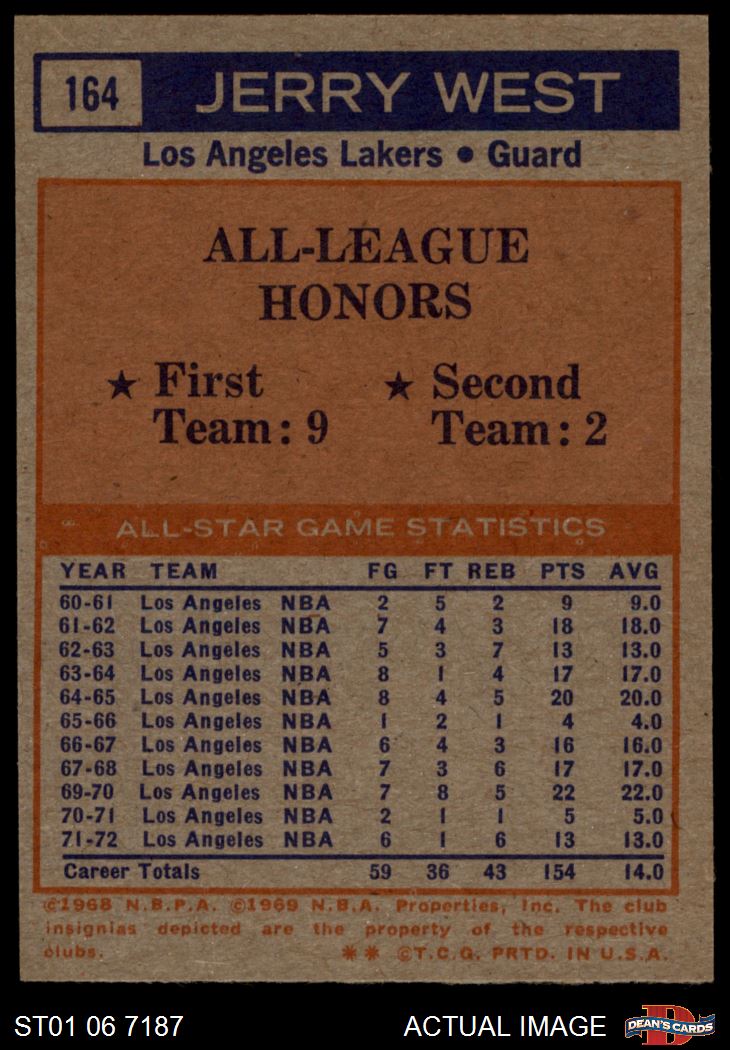 164 JERRY WEST
Los Angeles Lakers • Guard
ALL-LEAGUE
HONORS
★ First Team: 9
★ Second Team: 2
ALL-STAR GAME STATISTICS
YEAR TEAM FG FT REB PTS AVG
60-61 Los Angeles NBA 2 5 2 9 9.0
61-62 Los Angeles NBA 7 4 3 18 18.0
62-63 Los Angeles NBA 5 3 7 13 13.0
63-64 Los Angeles NBA 8 1 4 17 17.0
64-65 Los Angeles NBA 8 4 5 20 20.0
65-66 Los Angeles NBA 1 2 1 4 4.0
66-67 Los Angeles NBA 6 4 3 16 16.0
67-68 Los Angeles NBA 7 3 6 17 17.0
69-70 Los Angeles NBA 7 8 5 22 22.0
70-71 Los Angeles NBA 2 1 1 5 5.0
71-72 Los Angeles NBA 6 1 6 13 13.0
Career Totals 59 36 43 154 14.0
©1968 N.B.P.A. ©1969 N.B.A. Properties, Inc. The club
insignias depicted are the property of the respective
clubs. ** ©T.C.G. PRTD. IN U.S.A.
ST01 06 7187 ACTUAL IMAGE D DEAN'S CARDS